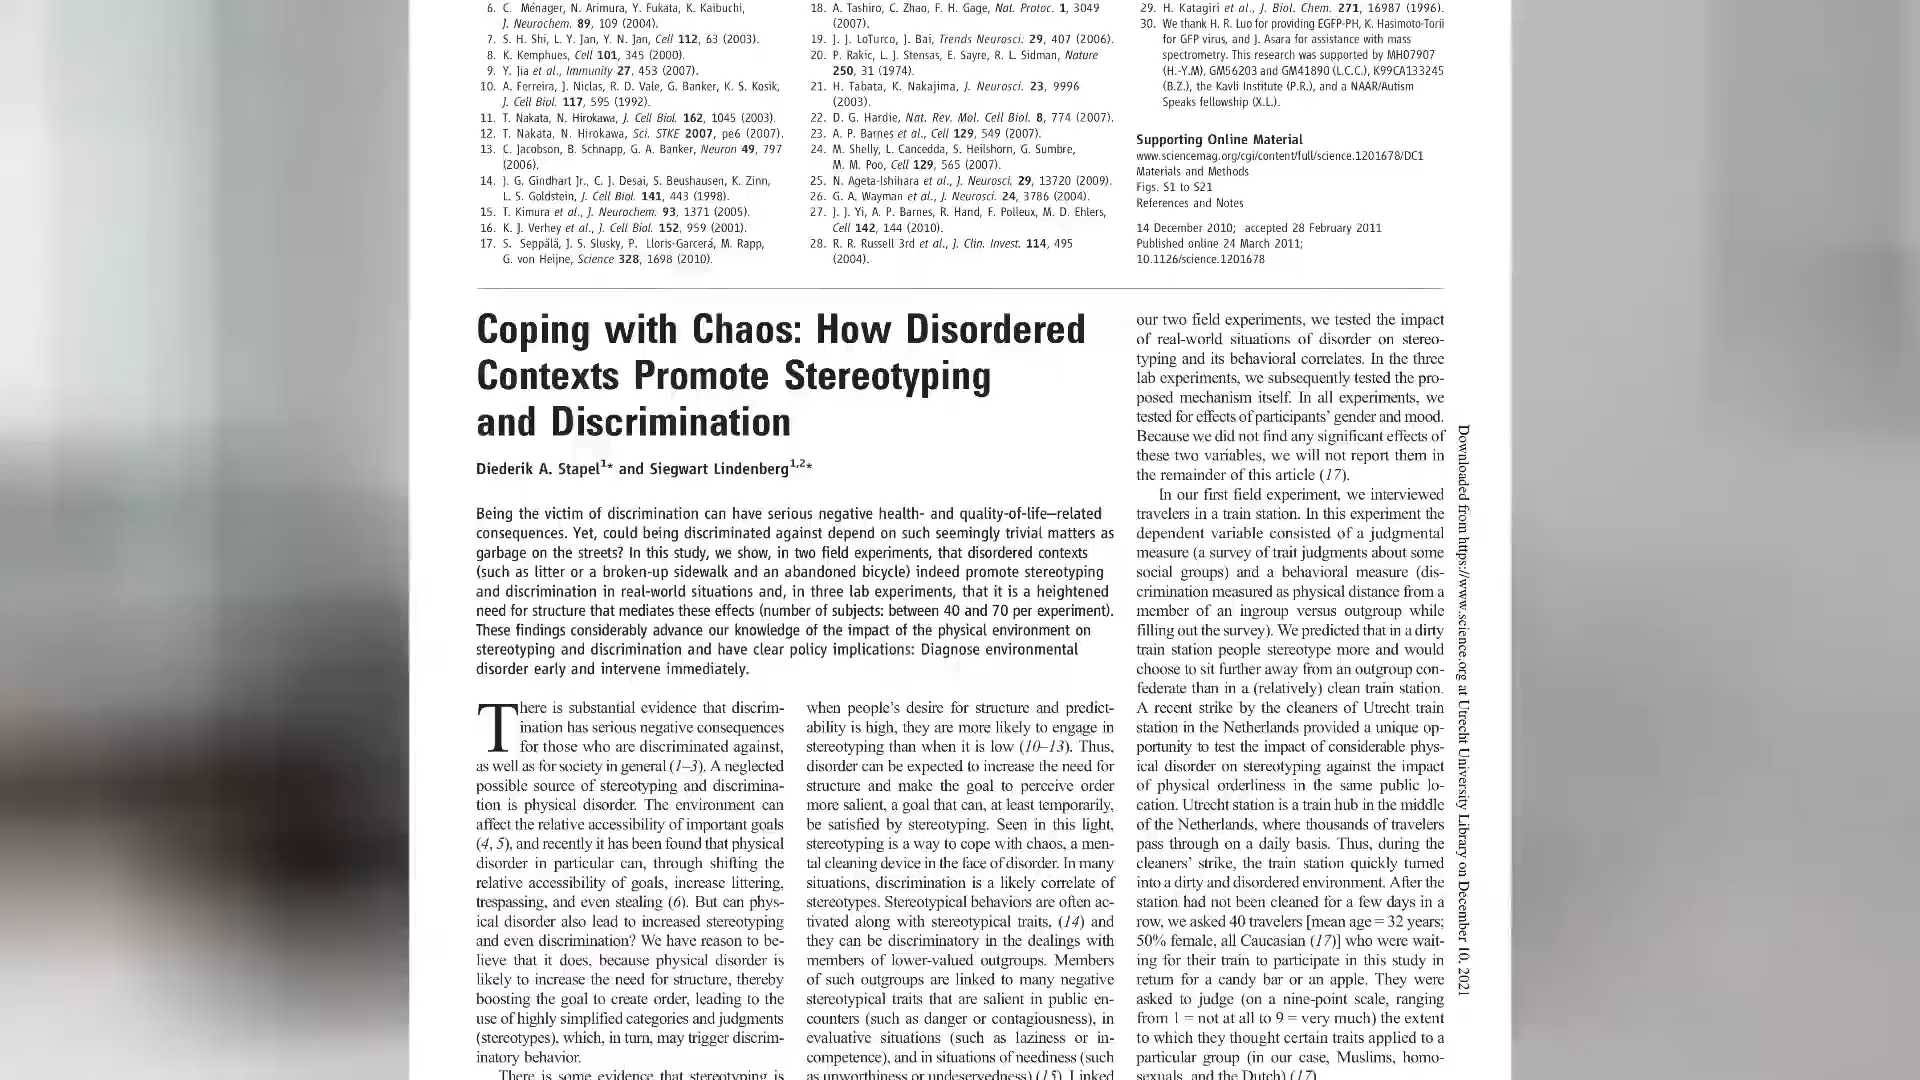 6. C. Ménager, N. Arimura, Y. Fukata, K. Kaibuchi,
J. Neurochem. 89, 109 (2004).
7. S. H. Shi, L. Y. Jan, Y. N. Jan, Cell 112, 63 (2003).
8. K. Kemphues, Cell 101, 345 (2000).
9. Y. Jia et al., Immunity 27, 453 (2007).
10. A. Ferreira, J. Niclas, R. D. Vale, G. Banker, K. S. Kosik,
J. Cell Biol. 117, 595 (1992).
11. T. Nakata, N. Hirokawa, J. Cell Biol. 162, 1045 (2003).
12. T. Nakata, N. Hirokawa, Sci. STKE 2007, pe6 (2007).
13. C. Jacobson, B. Schnapp, G. A. Banker, Neuron 49, 797
(2006).
14. J. G. Gindhart Jr., C. J. Desai, S. Beushausen, K. Zinn,
L. S. Goldstein, J. Cell Biol. 141, 443 (1998).
15. T. Kimura et al., J. Neurochem. 93, 1371 (2005).
16. K. J. Verhey et al., J. Cell Biol. 152, 959 (2001).
17. S. Seppälä, J. S. Slusky, P. Lloris-Garcerá, M. Rapp,
G. von Heijne, Science 328, 1698 (2010).
18. A. Tashiro, C. Zhao, F. H. Gage, Nat. Protoc. 1, 3049
(2007).
19. J. J. LoTurco, J. Bai, Trends Neurosci. 29, 407 (2006).
20. P. Rakic, L. J. Stensas, E. Sayre, R. L. Sidman, Nature
250, 31 (1974).
21. H. Tabata, K. Nakajima, J. Neurosci. 23, 9996
(2003).
22. D. G. Hardie, Nat. Rev. Mol. Cell Biol. 8, 774 (2007).
23. A. P. Barnes et al., Cell 129, 549 (2007).
24. M. Shelly, L. Cancedda, S. Heilshorn, G. Sumbre,
M. M. Poo, Cell 129, 565 (2007).
25. N. Ageta-Ishihara et al., J. Neurosci. 29, 13720 (2009).
26. G. A. Wayman et al., J. Neurosci. 24, 3786 (2004).
27. J. J. Yi, A. P. Barnes, R. Hand, F. Polleux, M. D. Ehlers,
Cell 142, 144 (2010).
28. R. R. Russell 3rd et al., J. Clin. Invest. 114, 495
(2004).
29. H. Katagiri et al., J. Biol. Chem. 271, 16987 (1996).
30. We thank H. R. Luo for providing EGFP-PH, K. Hasimoto-Torii
for GFP virus, and J. Asara for assistance with mass
spectrometry. This research was supported by MH07907
(H.-Y.M), GM56203 and GM41890 (L.C.C.), K99CA133245
(B.Z.), the Kavli Institute (P.R.), and a NAAR/Autism
Speaks fellowship (X.L.).
Supporting Online Material
www.sciencemag.org/cgi/content/full/science.1201678/DC1
Materials and Methods
Figs. S1 to S21
References and Notes
14 December 2010; accepted 28 February 2011
Published online 24 March 2011;
10.1126/science.1201678
Coping with Chaos: How Disordered
Contexts Promote Stereotyping
and Discrimination
Diederik A. Stapel1* and Siegwart Lindenberg1,2*
Being the victim of discrimination can have serious negative health- and quality-of-life–related
consequences. Yet, could being discriminated against depend on such seemingly trivial matters as
garbage on the streets? In this study, we show, in two field experiments, that disordered contexts
(such as litter or a broken-up sidewalk and an abandoned bicycle) indeed promote stereotyping
and discrimination in real-world situations and, in three lab experiments, that it is a heightened
need for structure that mediates these effects (number of subjects: between 40 and 70 per experiment).
These findings considerably advance our knowledge of the impact of the physical environment on
stereotyping and discrimination and have clear policy implications: Diagnose environmental
disorder early and intervene immediately.
There is substantial evidence that discrim-
ination has serious negative consequences
for those who are discriminated against,
as well as for society in general (1–3). A neglected
possible source of stereotyping and discrimina-
tion is physical disorder. The environment can
affect the relative accessibility of important goals
(4, 5), and recently it has been found that physical
disorder in particular can, through shifting the
relative accessibility of goals, increase littering,
trespassing, and even stealing (6). But can phys-
ical disorder also lead to increased stereotyping
and even discrimination? We have reason to be-
lieve that it does, because physical disorder is
likely to increase the need for structure, thereby
boosting the goal to create order, leading to the
use of highly simplified categories and judgments
(stereotypes), which, in turn, may trigger discrim-
inatory behavior.
There is some evidence that stereotyping is
when people's desire for structure and predict-
ability is high, they are more likely to engage in
stereotyping than when it is low (10–13). Thus,
disorder can be expected to increase the need for
structure and make the goal to perceive order
more salient, a goal that can, at least temporarily,
be satisfied by stereotyping. Seen in this light,
stereotyping is a way to cope with chaos, a men-
tal cleaning device in the face of disorder. In many
situations, discrimination is a likely correlate of
stereotypes. Stereotypical behaviors are often ac-
tivated along with stereotypical traits, (14) and
they can be discriminatory in the dealings with
members of lower-valued outgroups. Members
of such outgroups are linked to many negative
stereotypical traits that are salient in public en-
counters (such as danger or contagiousness), in
evaluative situations (such as laziness or in-
competence), and in situations of neediness (such
as unworthiness or undeservedness) (15). Linked
our two field experiments, we tested the impact
of real-world situations of disorder on stereo-
typing and its behavioral correlates. In the three
lab experiments, we subsequently tested the pro-
posed mechanism itself. In all experiments, we
tested for effects of participants' gender and mood.
Because we did not find any significant effects of
these two variables, we will not report them in
the remainder of this article (17).
In our first field experiment, we interviewed
travelers in a train station. In this experiment the
dependent variable consisted of a judgmental
measure (a survey of trait judgments about some
social groups) and a behavioral measure (dis-
crimination measured as physical distance from a
member of an ingroup versus outgroup while
filling out the survey). We predicted that in a dirty
train station people stereotype more and would
choose to sit further away from an outgroup con-
federate than in a (relatively) clean train station.
A recent strike by the cleaners of Utrecht train
station in the Netherlands provided a unique op-
portunity to test the impact of considerable phys-
ical disorder on stereotyping against the impact
of physical orderliness in the same public lo-
cation. Utrecht station is a train hub in the middle
of the Netherlands, where thousands of travelers
pass through on a daily basis. Thus, during the
cleaners' strike, the train station quickly turned
into a dirty and disordered environment. After the
station had not been cleaned for a few days in a
row, we asked 40 travelers [mean age = 32 years;
50% female, all Caucasian (17)] who were wait-
ing for their train to participate in this study in
return for a candy bar or an apple. They were
asked to judge (on a nine-point scale, ranging
from 1 = not at all to 9 = very much) the extent
to which they thought certain traits applied to a
particular group (in our case, Muslims, homo-
sexuals, and the Dutch) (17).
Downloaded from https://www.science.org at Utrecht University Library on December 10, 2021